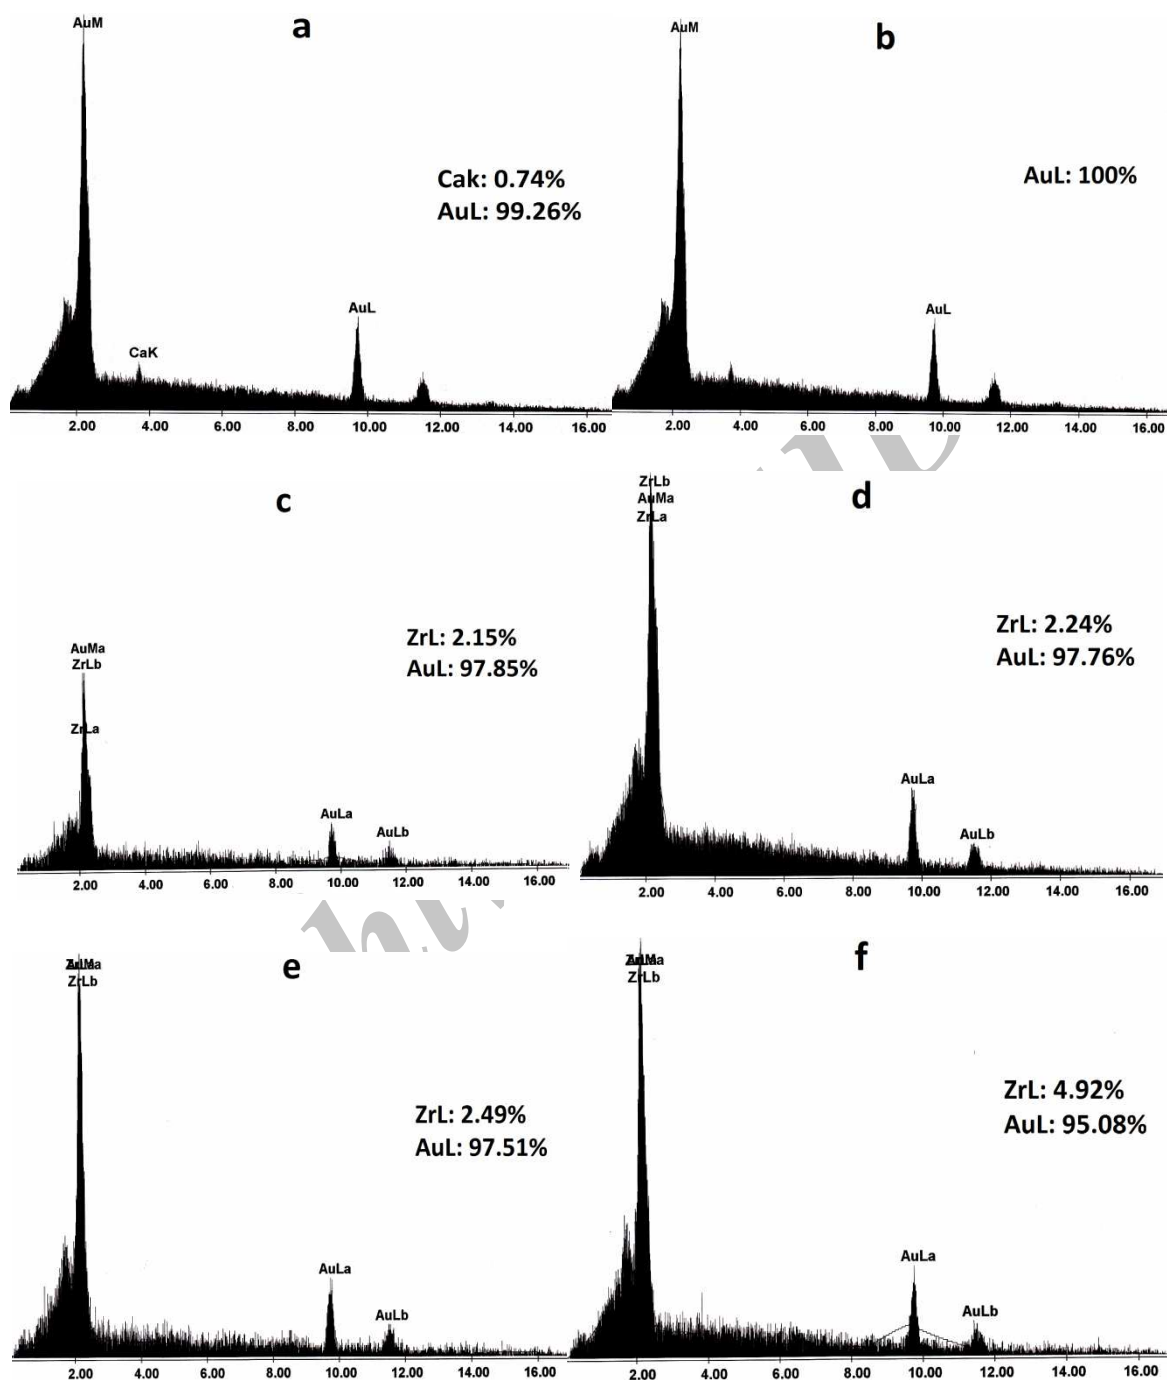 AuM
a
Cak: 0.74%
AuL: 99.26%
AuL
CaK
2.00 4.00 6.00 8.00 10.00 12.00 14.00 16.00
AuM
b
AuL: 100%
AuL
2.00 4.00 6.00 8.00 10.00 12.00 14.00 16.00
c
ZrL: 2.15%
AuL: 97.85%
AuMa
ZrLb
ZrLa
AuLa
AuLb
2.00 4.00 6.00 8.00 10.00 12.00 14.00 16.00
ZrLb
AuMa
ZrLa
d
ZrL: 2.24%
AuL: 97.76%
AuLa
AuLb
2.00 4.00 6.00 8.00 10.00 12.00 14.00 16.00
AuMa
ZrLb
e
ZrL: 2.49%
AuL: 97.51%
AuLa
AuLb
2.00 4.00 6.00 8.00 10.00 12.00 14.00 16.00
AuMa
ZrLb
f
ZrL: 4.92%
AuL: 95.08%
AuLa
AuLb
2.00 4.00 6.00 8.00 10.00 12.00 14.00 16.00